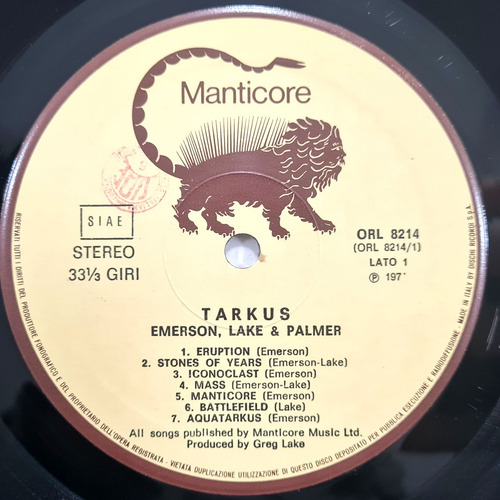 Manticore
SIAE
STEREO
33⅓ GIRI
ORL 8214
(ORL 8214/1)
LATO 1
Ⓟ 197
TARKUS
EMERSON, LAKE & PALMER
1. ERUPTION (Emerson)
2. STONES OF YEARS (Emerson-Lake)
3. ICONOCLAST (Emerson)
4. MASS (Emerson-Lake)
5. MANTICORE (Emerson)
6. BATTLEFIELD (Lake)
7. AQUATARKUS (Emerson)
All songs published by Manticore Music Ltd.
Produced by Greg Lake
RISERVATI TUTTI I DIRITTI DEL PRODUTTORE FONOGRAFICO E DEL PROPRIETARIO DELL'OPERA REGISTRATA - VIETATA DUPLICAZIONE UTILIZZAZIONE DI QUESTO DISCO DEPOSITATO PER PUBBLICA ESECUZIONE E RADIODIFFUSIONE - MADE IN ITALY BY DISCHI RICORDI S.P.A.